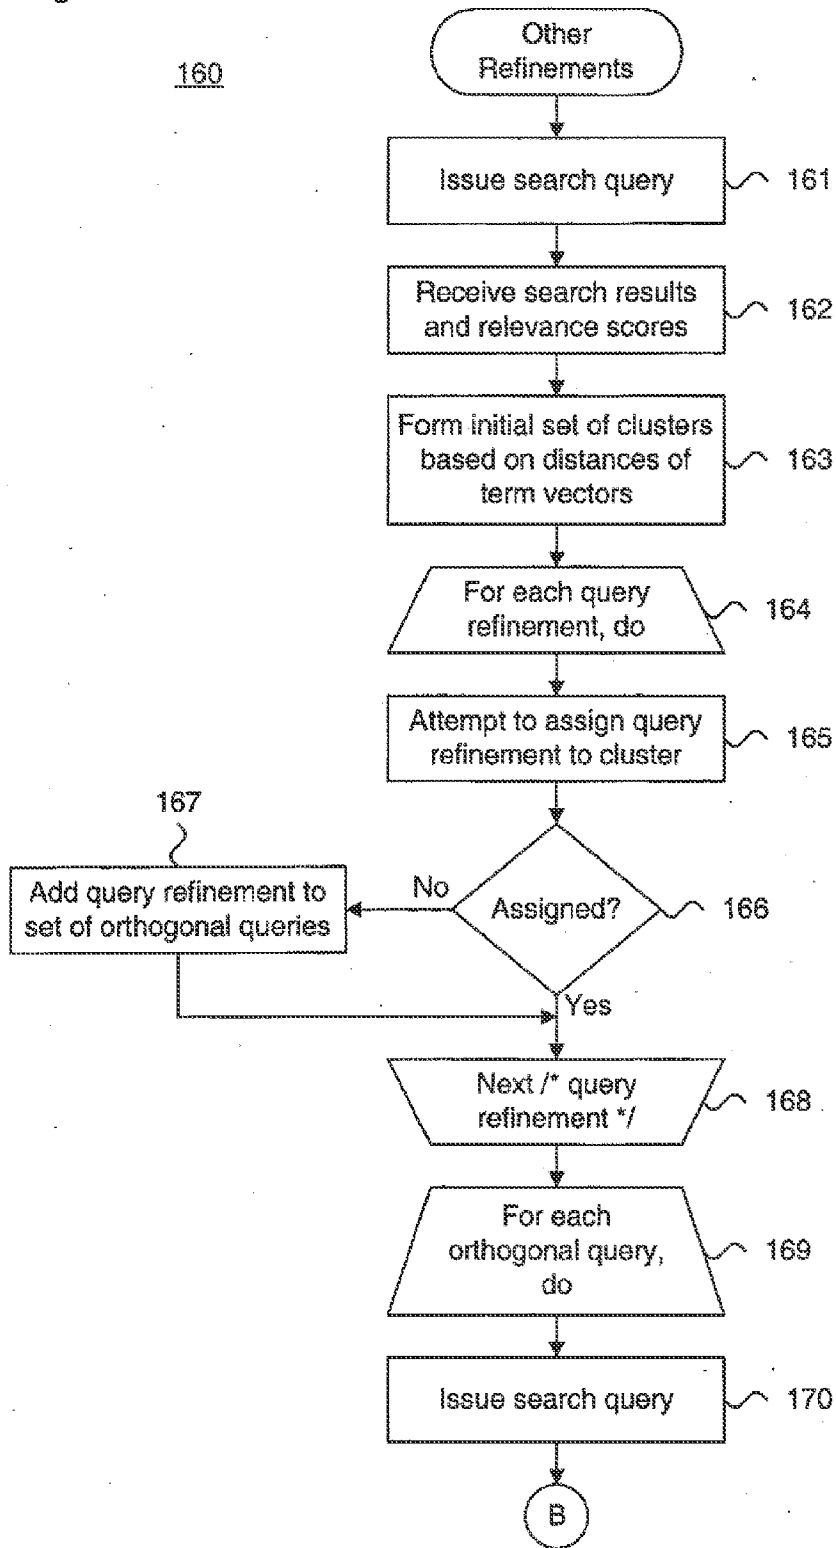 160
Other
Refinements
Issue search query
161
Receive search results
and relevance scores
162
Form initial set of clusters
based on distances of
term vectors
163
For each query
refinement, do
164
Attempt to assign query
refinement to cluster
165
167
Add query refinement to
set of orthogonal queries
No
Assigned?
166
Yes
Next /* query
refinement */
168
For each
orthogonal query,
do
169
Issue search query
170
B